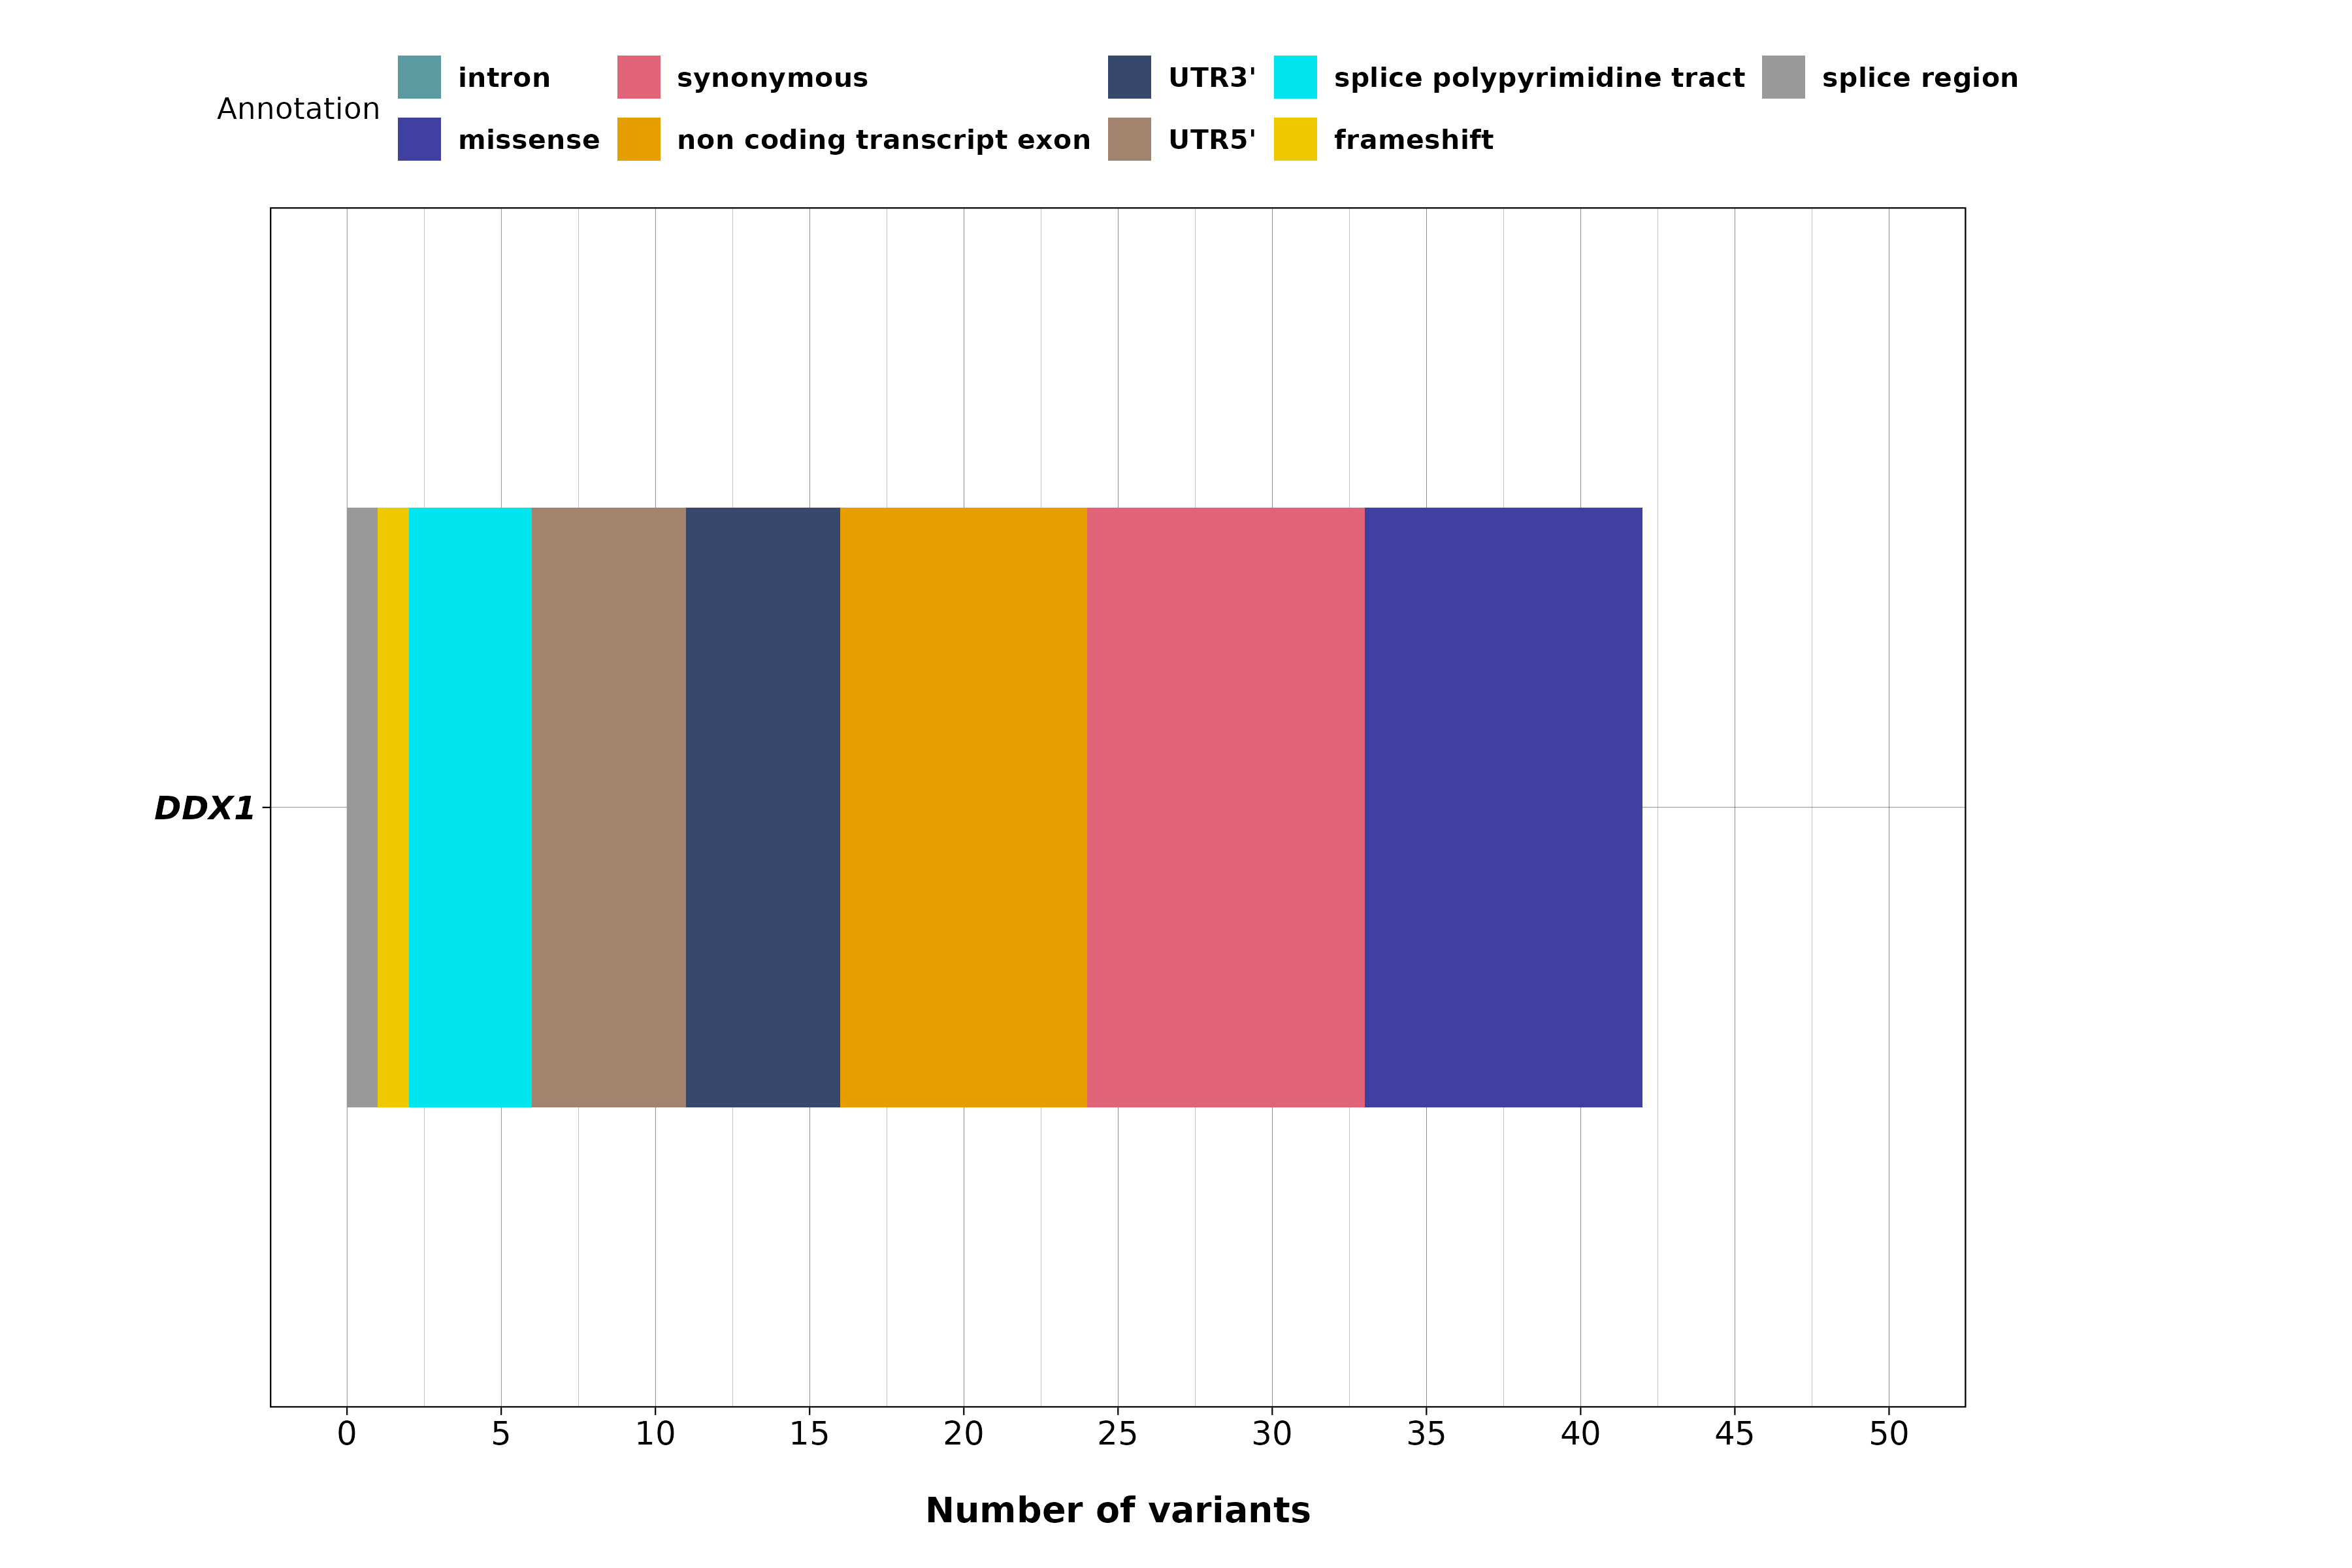 Annotation
intron synonymous UTR3' splice polypyrimidine tract splice region
missense non coding transcript exon UTR5' frameshift
DDX1
0 5 10 15 20 25 30 35 40 45 50
Number of variants